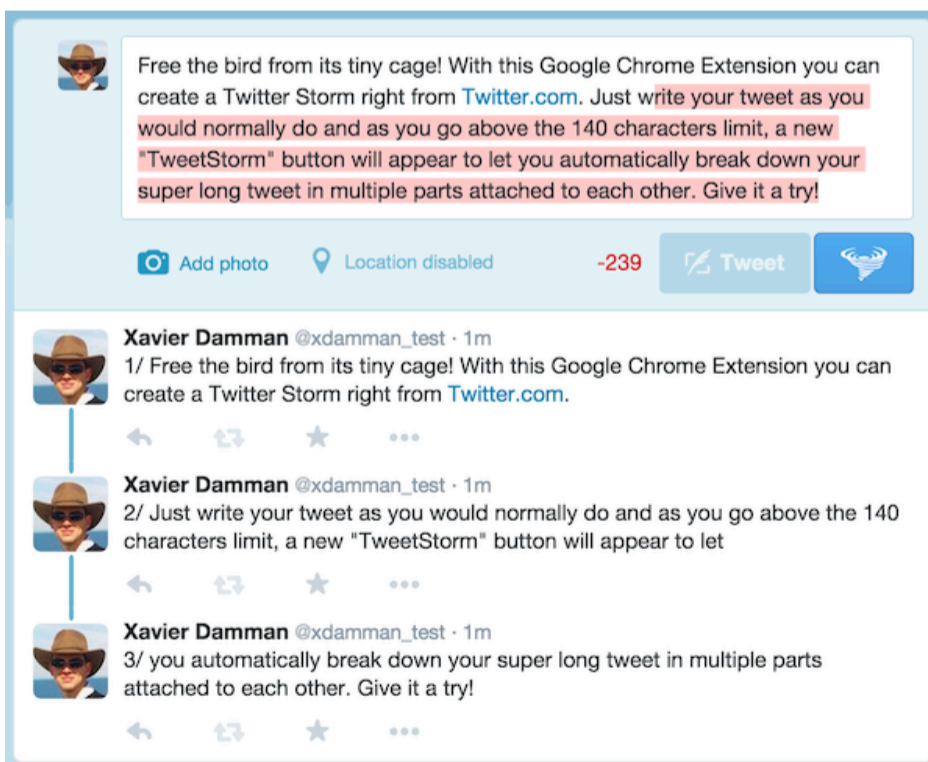 Free the bird from its tiny cage! With this Google Chrome Extension you can
create a Twitter Storm right from Twitter.com. Just write your tweet as you
would normally do and as you go above the 140 characters limit, a new
"TweetStorm" button will appear to let you automatically break down your
super long tweet in multiple parts attached to each other. Give it a try!
Add photo Location disabled -239 Tweet
Xavier Damman @xdamman_test · 1m
1/ Free the bird from its tiny cage! With this Google Chrome Extension you can
create a Twitter Storm right from Twitter.com.
Xavier Damman @xdamman_test · 1m
2/ Just write your tweet as you would normally do and as you go above the 140
characters limit, a new "TweetStorm" button will appear to let
Xavier Damman @xdamman_test · 1m
3/ you automatically break down your super long tweet in multiple parts
attached to each other. Give it a try!